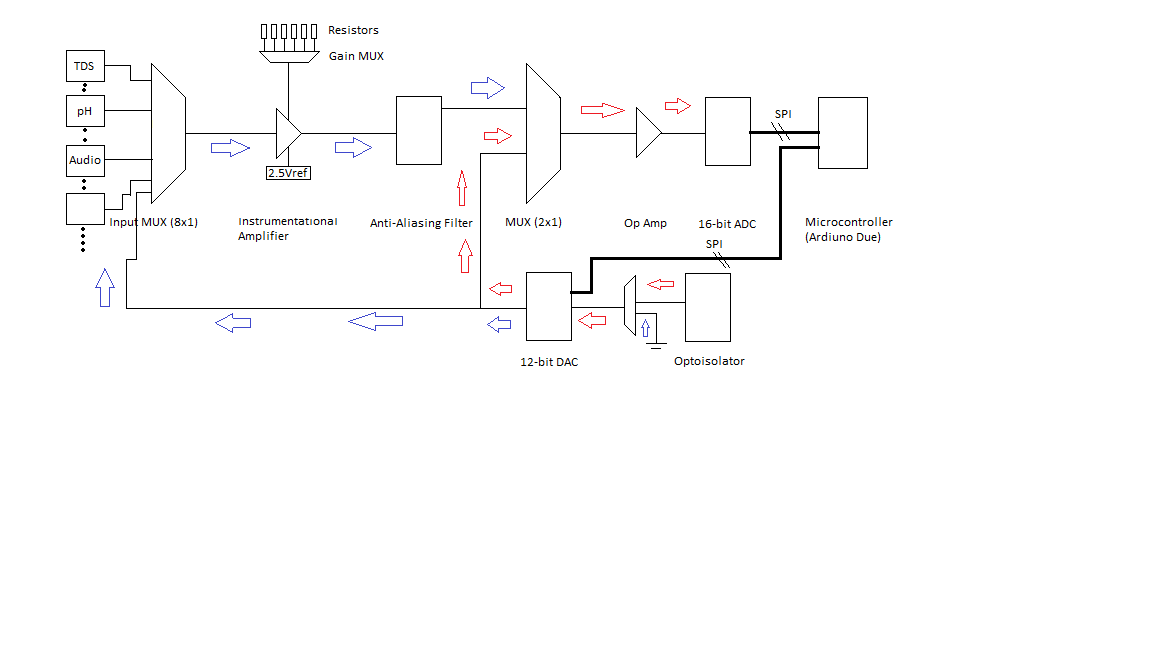 Resistors
Gain MUX
TDS
pH
Audio
SPI
2.5Vref
Input MUX (8x1)
Instrumentational
Amplifier
Anti-Aliasing Filter
MUX (2x1)
Op Amp
16-bit ADC
Microcontroller
(Ardiuno Due)
SPI
12-bit DAC
Optoisolator